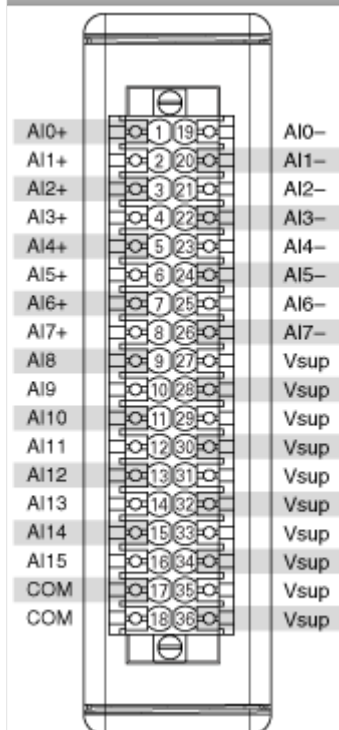 AI0+ 1 19 AI0−
AI1+ 2 20 AI1−
AI2+ 3 21 AI2−
AI3+ 4 22 AI3−
AI4+ 5 23 AI4−
AI5+ 6 24 AI5−
AI6+ 7 25 AI6−
AI7+ 8 26 AI7−
AI8 9 27 Vsup
AI9 10 28 Vsup
AI10 11 29 Vsup
AI11 12 30 Vsup
AI12 13 31 Vsup
AI13 14 32 Vsup
AI14 15 33 Vsup
AI15 16 34 Vsup
COM 17 35 Vsup
COM 18 36 Vsup